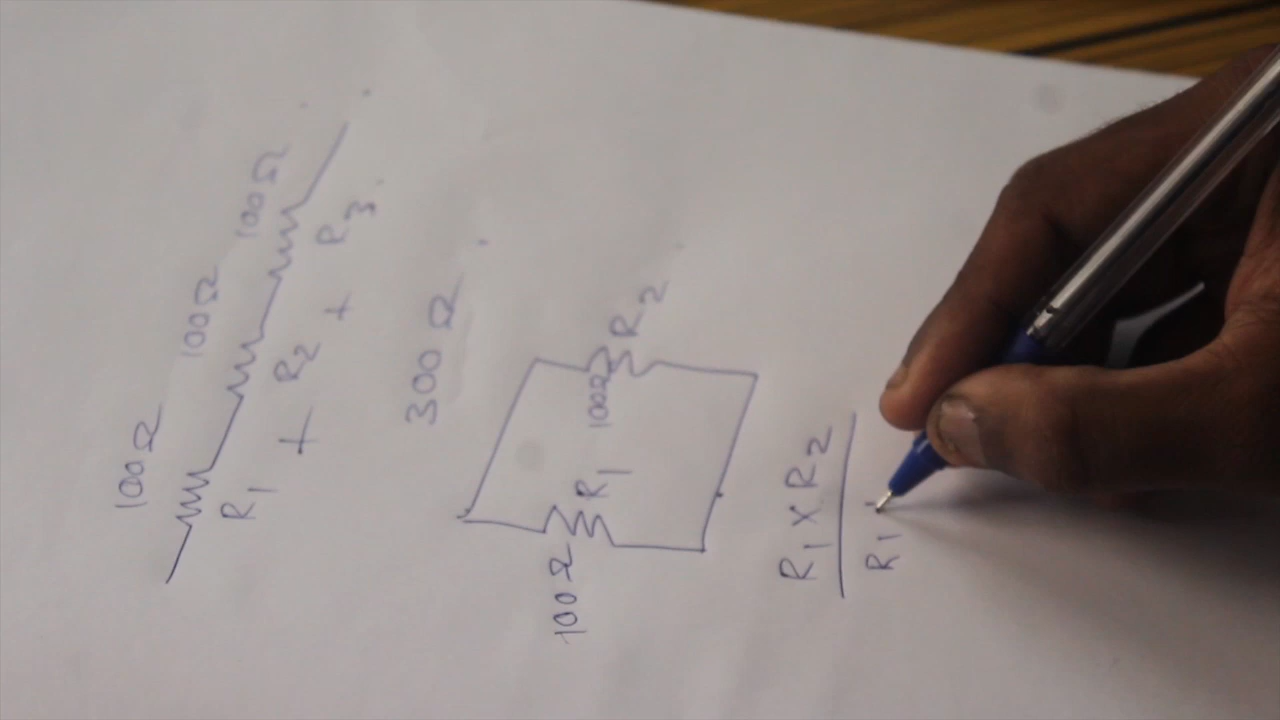 100Ω 100Ω 100Ω
R1 + R2 + R3
300Ω
100Ω R1 100Ω R2
R1 × R2
R1 +